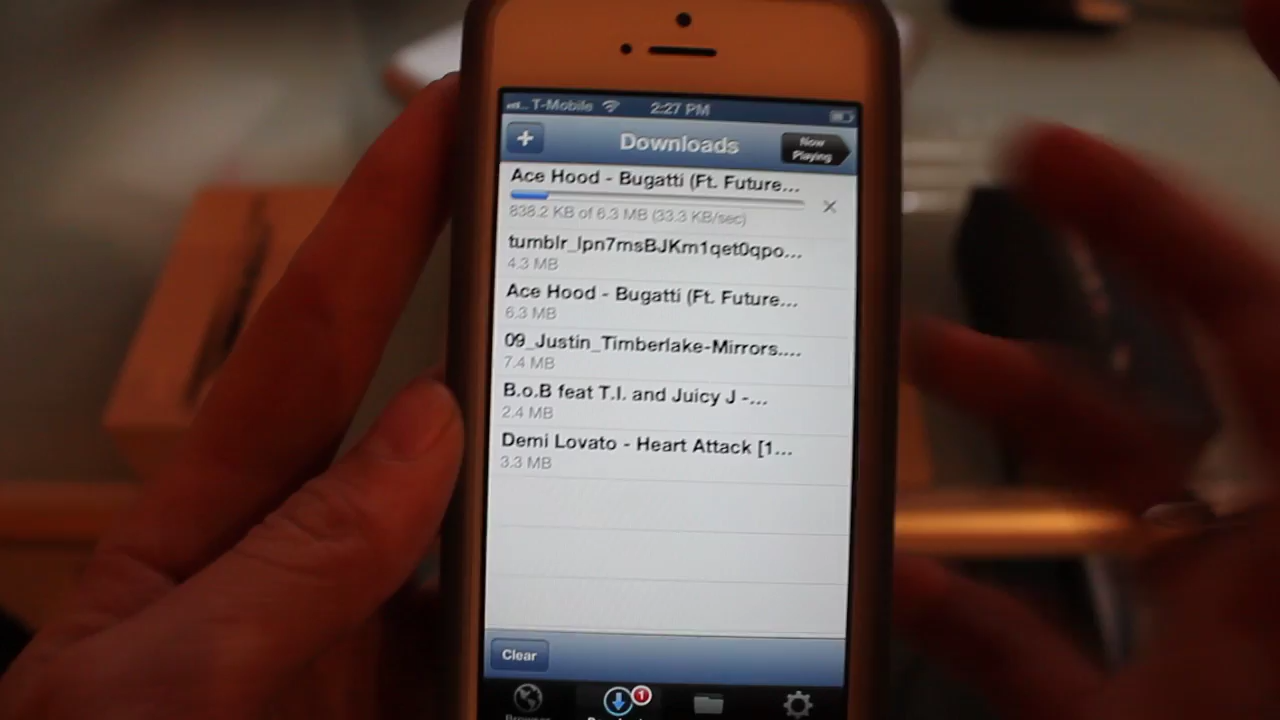 T-Mobile 2:27 PM
+ Downloads Now Playing
Ace Hood - Bugatti (Ft. Future...
838.2 KB of 6.3 MB (33.3 KB/sec)
tumblr_lpn7msBJKm1qet0qpo...
4.3 MB
Ace Hood - Bugatti (Ft. Future...
6.3 MB
09_Justin_Timberlake-Mirrors....
7.4 MB
B.o.B feat T.I. and Juicy J -...
2.4 MB
Demi Lovato - Heart Attack [1...
3.3 MB
Clear
1